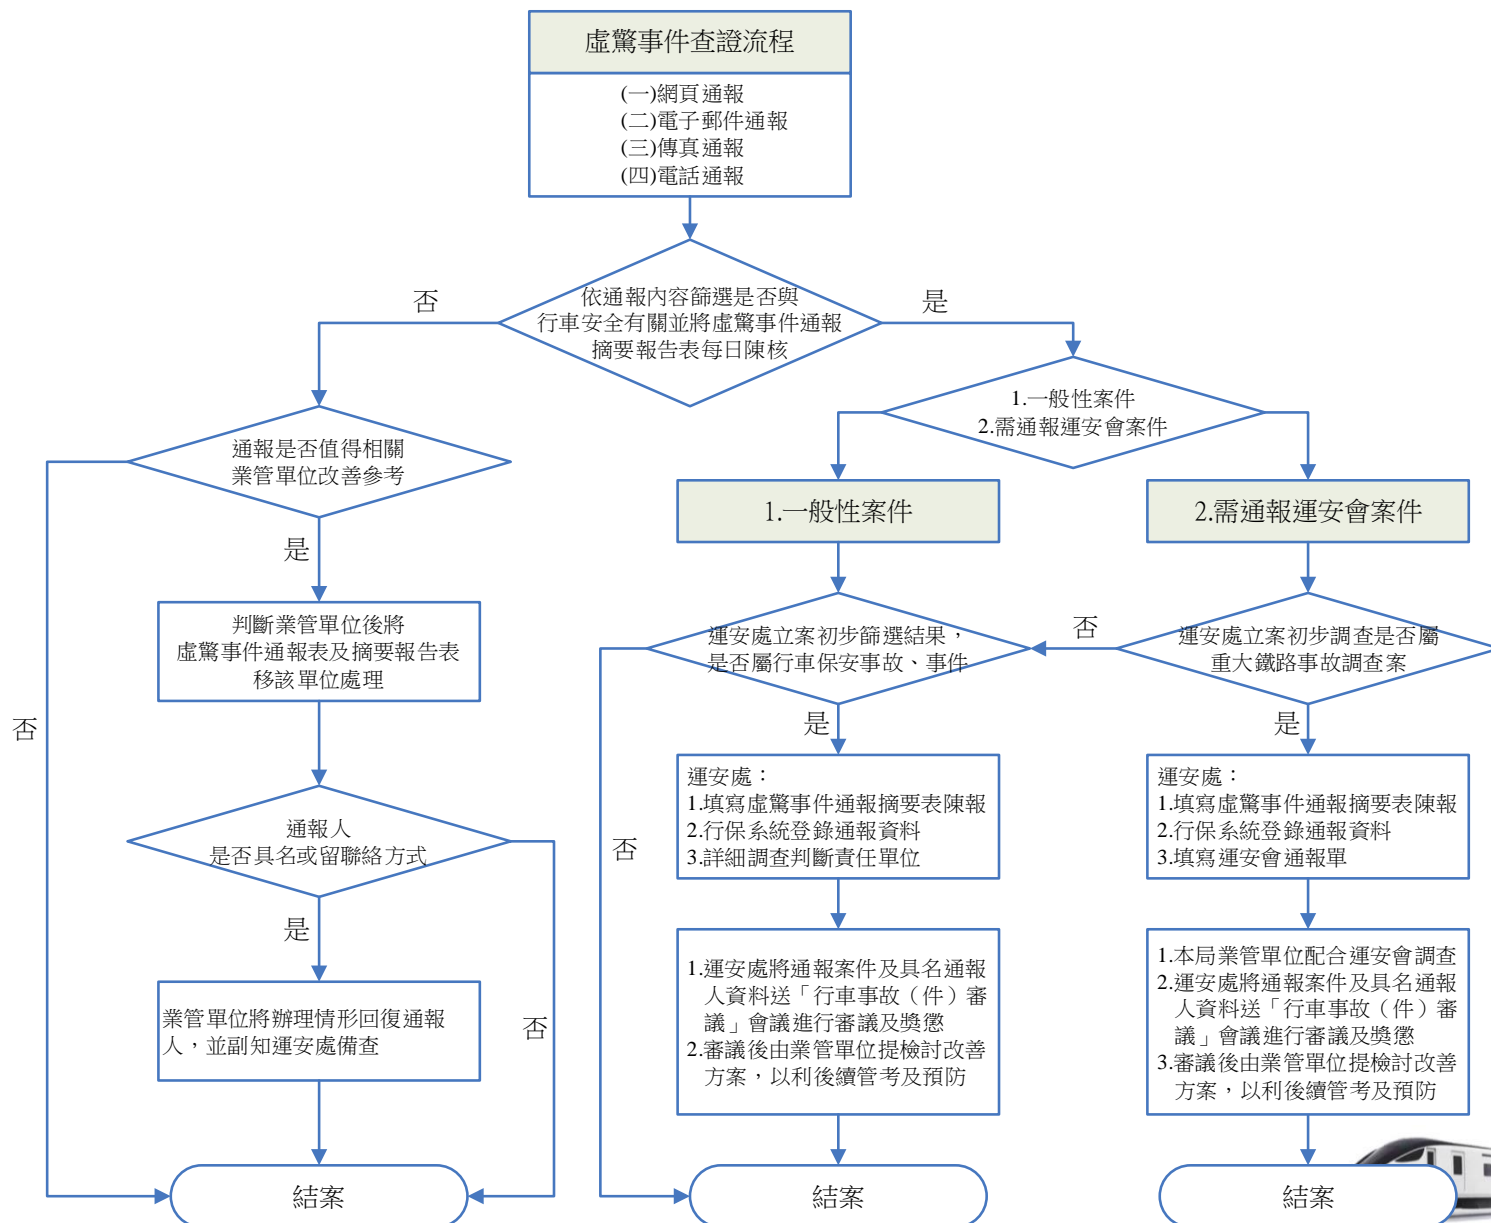 虛驚事件查證流程
(一)網頁通報
(二)電子郵件通報
(三)傳真通報
(四)電話通報
依通報內容篩選是否與
行車安全有關並將虛驚事件通報
摘要報告表每日陳核
否
是
1.一般性案件
2.需通報運安會案件
通報是否值得相關
業管單位改善參考
是
否
判斷業管單位後將
虛驚事件通報表及摘要報告表
移該單位處理
通報人
是否具名或留聯絡方式
是
否
業管單位將辦理情形回復通報
人，並副知運安處備查
結案
1.一般性案件
運安處立案初步篩選結果，
是否屬行車保安事故、事件
是
否
運安處：
1.填寫虛驚事件通報摘要表陳報
2.行保系統登錄通報資料
3.詳細調查判斷責任單位
1.運安處將通報案件及具名通報
人資料送「行車事故（件）審
議」會議進行審議及獎懲
2.審議後由業管單位提檢討改善
方案，以利後續管考及預防
結案
2.需通報運安會案件
運安處立案初步調查是否屬
重大鐵路事故調查案
否
是
運安處：
1.填寫虛驚事件通報摘要表陳報
2.行保系統登錄通報資料
3.填寫運安會通報單
1.本局業管單位配合運安會調查
2.運安處將通報案件及具名通報
人資料送「行車事故（件）審
議」會議進行審議及獎懲
3.審議後由業管單位提檢討改善
方案，以利後續管考及預防
結案